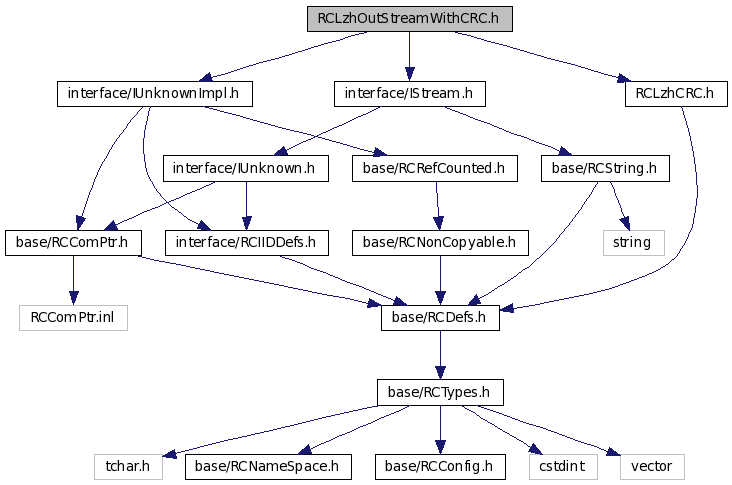 RCLzhOutStreamWithCRC.h
interface/IUnknownImpl.h
interface/IStream.h
RCLzhCRC.h
interface/IUnknown.h
base/RCRefCounted.h
base/RCString.h
base/RCComPtr.h
interface/RCIIDDefs.h
base/RCNonCopyable.h
string
RCComPtr.inl
base/RCDefs.h
base/RCTypes.h
tchar.h
base/RCNameSpace.h
base/RCConfig.h
cstdint
vector